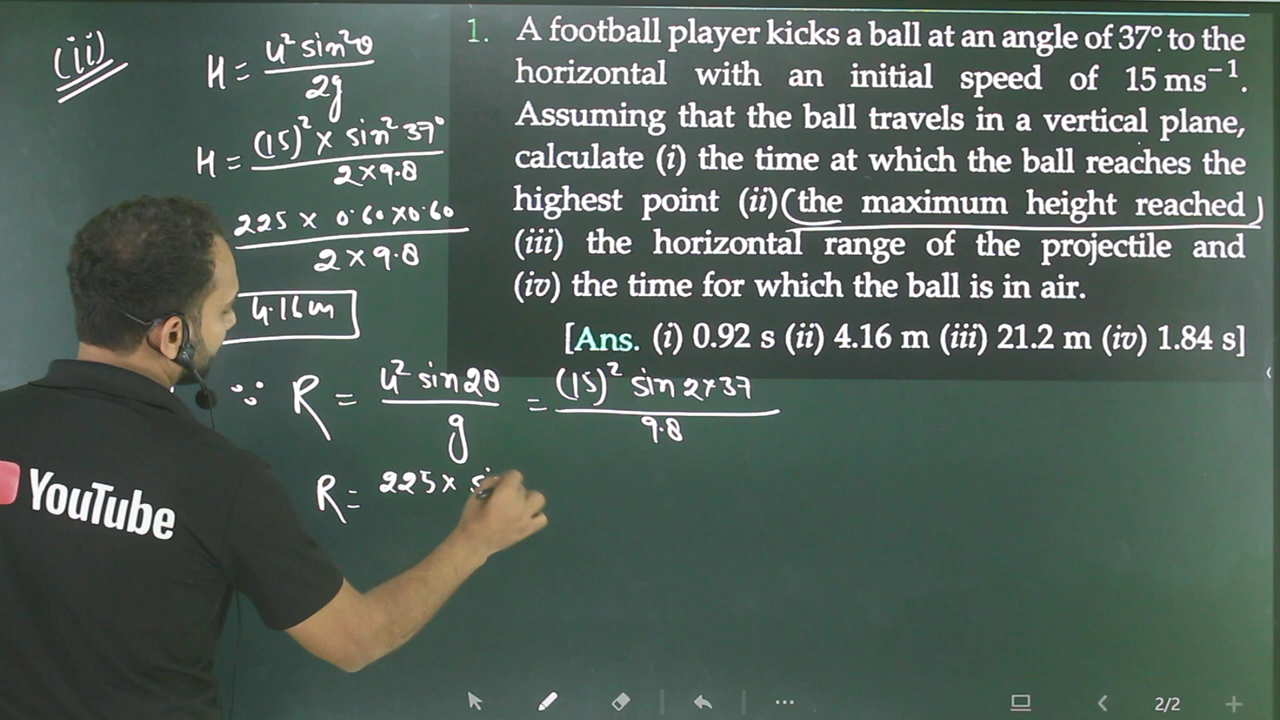 (ii)
H = u² sin²θ / 2g
H = (15)² × sin² 37° / 2×9.8
225 × 0.60×0.60 / 2×9.8
4.16m
∵ R = u² sin2θ / g = (15)² sin 2×37 / 9.8
R = 225× si
1. A football player kicks a ball at an angle of 37° to the
horizontal with an initial speed of 15 ms⁻¹.
Assuming that the ball travels in a vertical plane,
calculate (i) the time at which the ball reaches the
highest point (ii) (the maximum height reached)
(iii) the horizontal range of the projectile and
(iv) the time for which the ball is in air.
[Ans. (i) 0.92 s (ii) 4.16 m (iii) 21.2 m (iv) 1.84 s]
YouTube
2/2